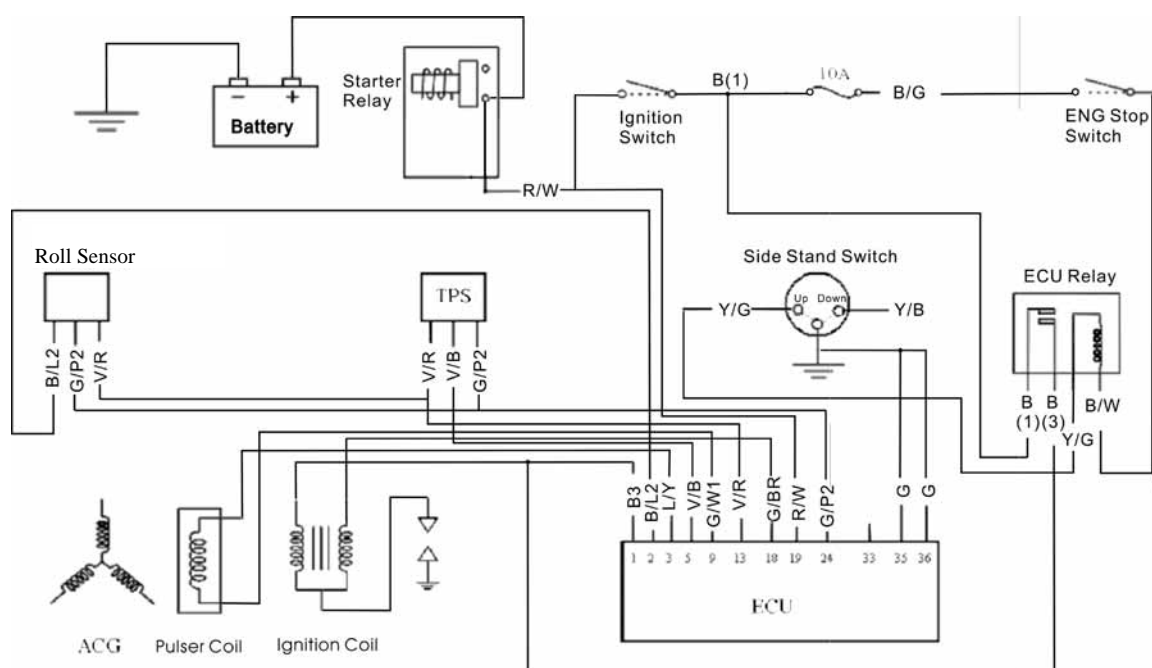 Starter
Relay
− +
Battery
R/W
Ignition
Switch
B(1)
10A
B/G
ENG Stop
Switch
Roll Sensor
B/L2
G/P2
V/R
TPS
V/R
V/B
G/P2
Side Stand Switch
Up Down
Y/G
Y/B
ECU Relay
B
(1)
B
(3)
Y/G
B/W
B3
B/L2
L/Y
V/B
G/W1
V/R
G/BR
R/W
G/P2
G
G
1 2 3 5 9 13 18 19 24 33 35 36
ECU
ACG
Pulser Coil
Ignition Coil